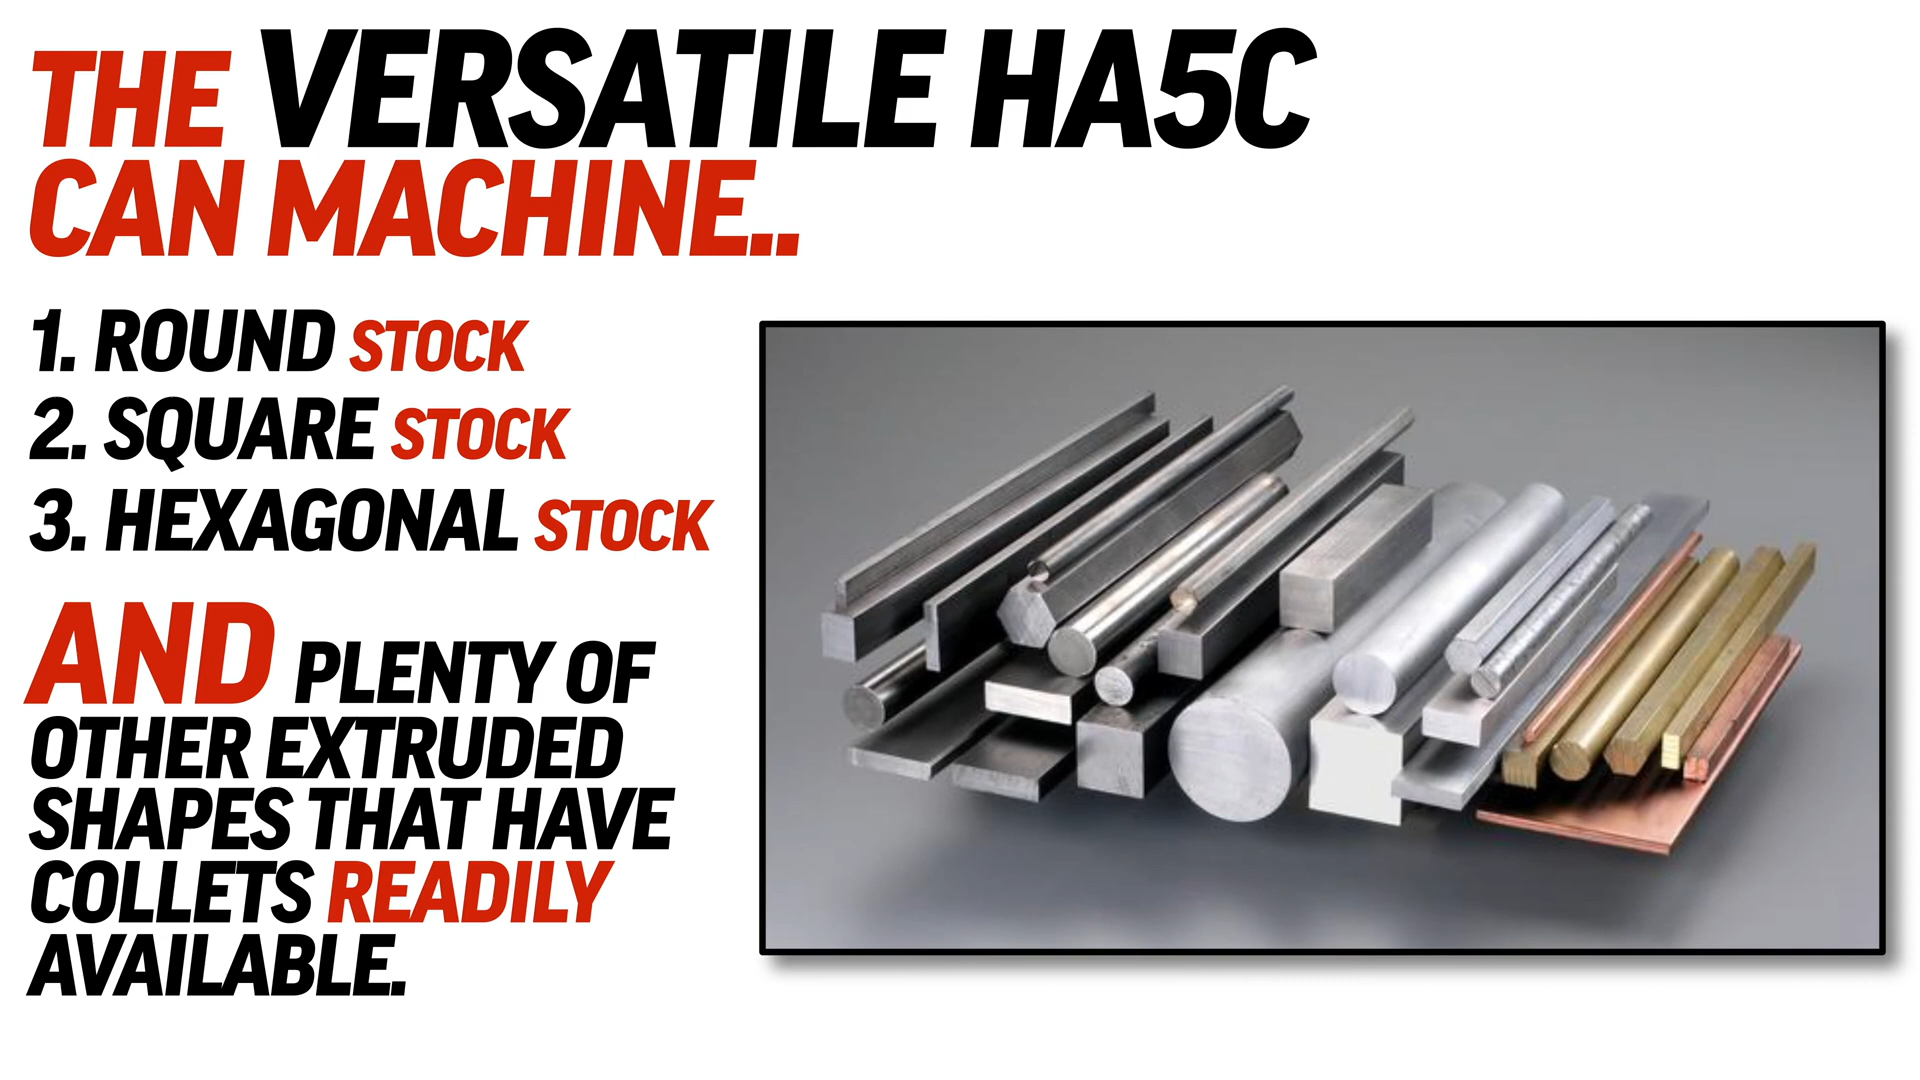 THE VERSATILE HA5C
CAN MACHINE..
1. ROUND STOCK
2. SQUARE STOCK
3. HEXAGONAL STOCK
AND PLENTY OF
OTHER EXTRUDED
SHAPES THAT HAVE
COLLETS READILY
AVAILABLE.